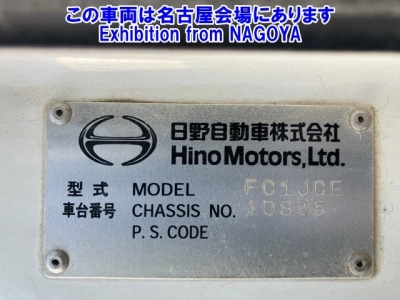 この車両は名古屋会場にあります
Exhibition from NAGOYA
日野自動車株式会社
Hino Motors, Ltd.
型式 MODEL FC1JCE
車台番号 CHASSIS NO.
P. S. CODE